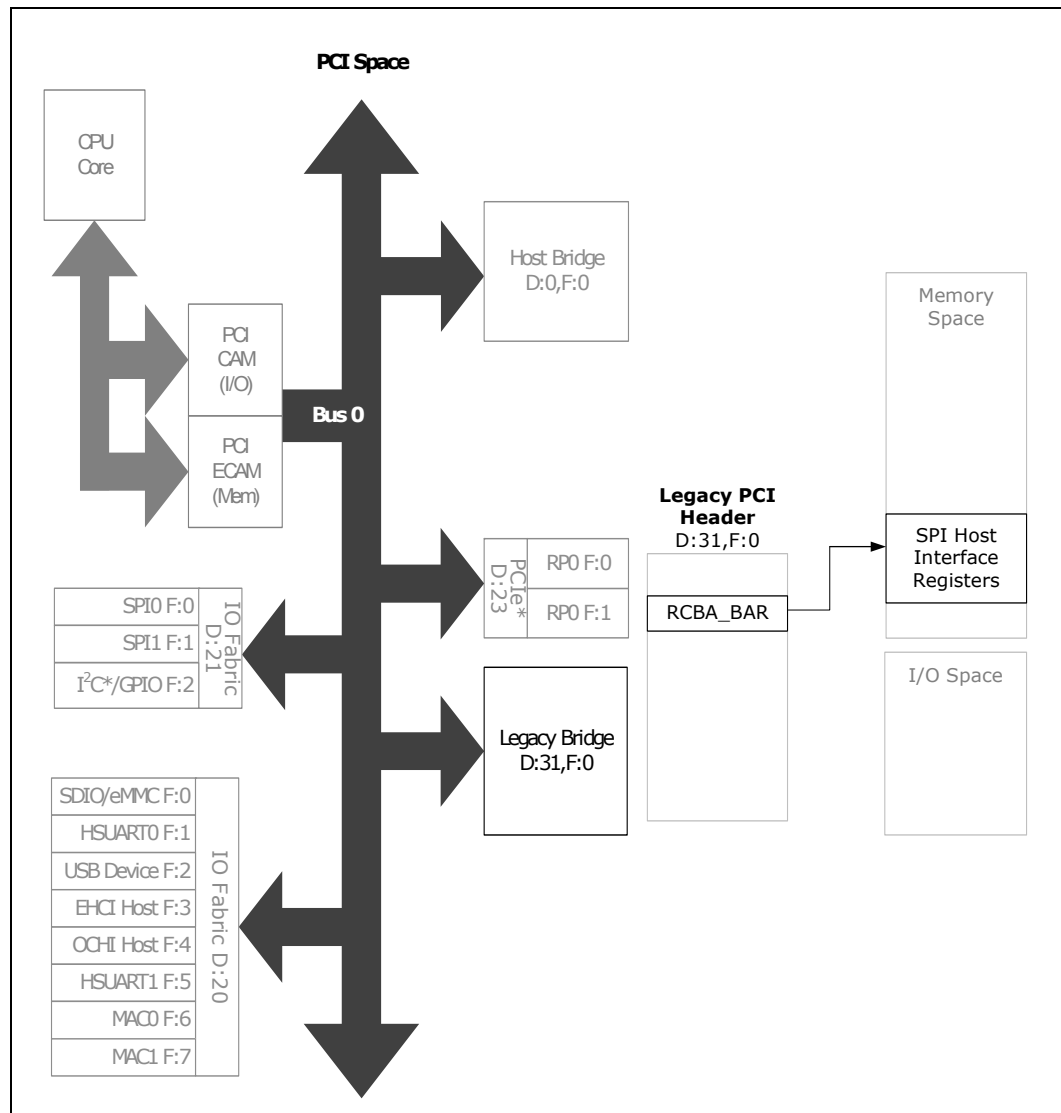 PCI Space
CPU
Core
Host Bridge
D:0,F:0
Memory
Space
PCI
CAM
(I/O)
Bus 0
PCI
ECAM
(Mem)
Legacy PCI
Header
D:31,F:0
SPI Host
Interface
Registers
PCIe*
D:23
RP0 F:0
RP0 F:1
RCBA_BAR
SPI0 F:0
SPI1 F:1
I²C*/GPIO F:2
IO Fabric
D:21
I/O Space
Legacy Bridge
D:31,F:0
SDIO/eMMC F:0
HSUART0 F:1
USB Device F:2
EHCI Host F:3
OCHI Host F:4
HSUART1 F:5
MAC0 F:6
MAC1 F:7
IO Fabric D:20